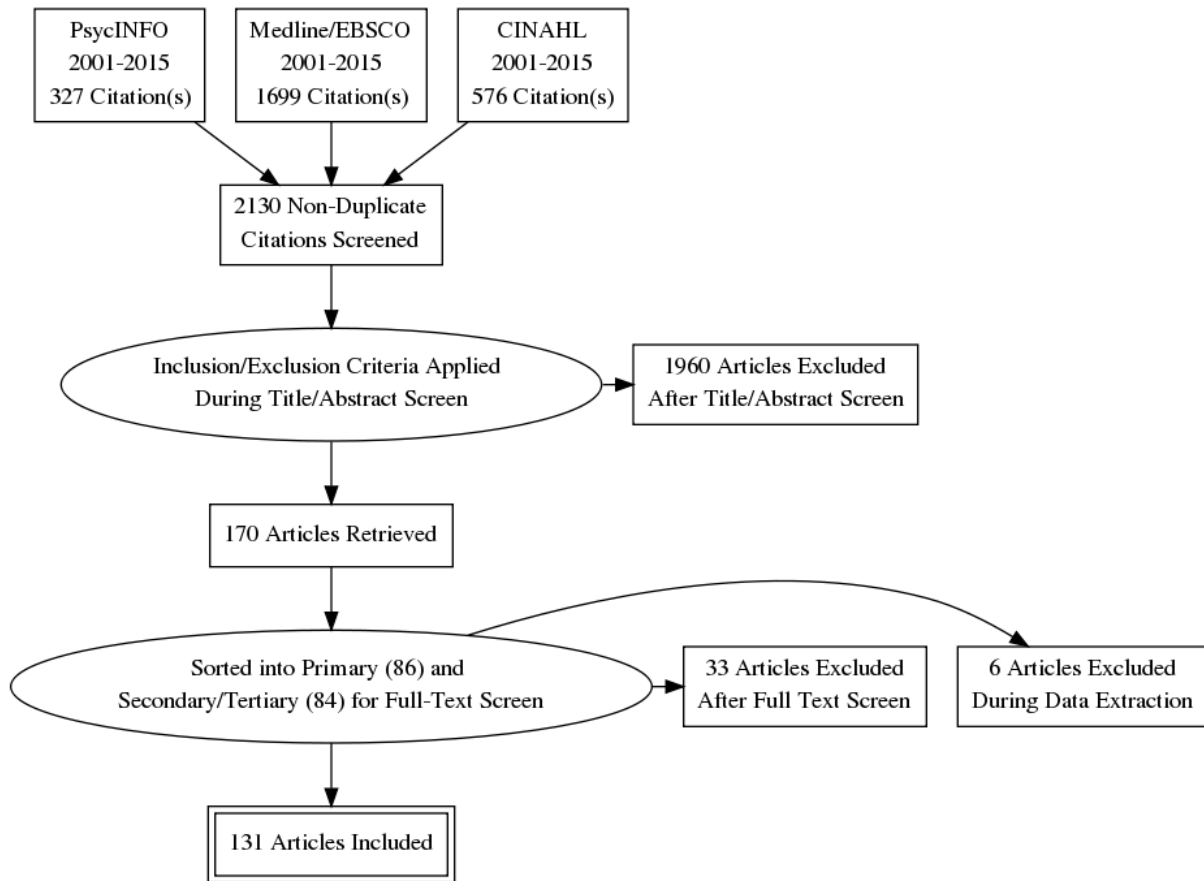 PsycINFO
2001-2015
327 Citation(s)
Medline/EBSCO
2001-2015
1699 Citation(s)
CINAHL
2001-2015
576 Citation(s)
2130 Non-Duplicate
Citations Screened
Inclusion/Exclusion Criteria Applied
During Title/Abstract Screen
1960 Articles Excluded
After Title/Abstract Screen
170 Articles Retrieved
Sorted into Primary (86) and
Secondary/Tertiary (84) for Full-Text Screen
33 Articles Excluded
After Full Text Screen
6 Articles Excluded
During Data Extraction
131 Articles Included